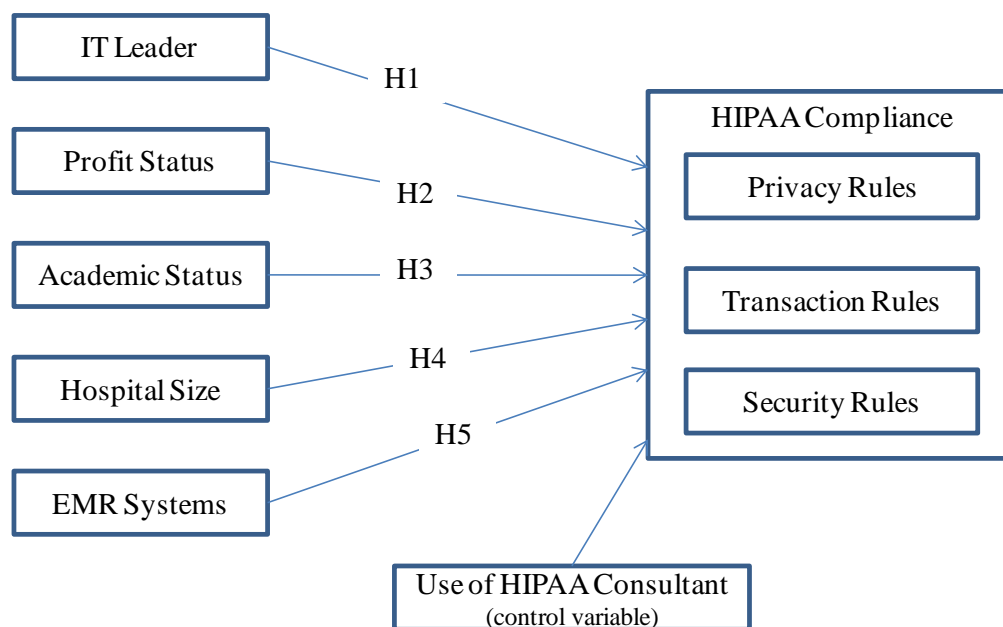 IT Leader
H1
HIPAA Compliance
Profit Status
Privacy Rules
H2
Academic Status
H3
Transaction Rules
H4
Hospital Size
Security Rules
H5
EMR Systems
Use of HIPAA Consultant
(control variable)